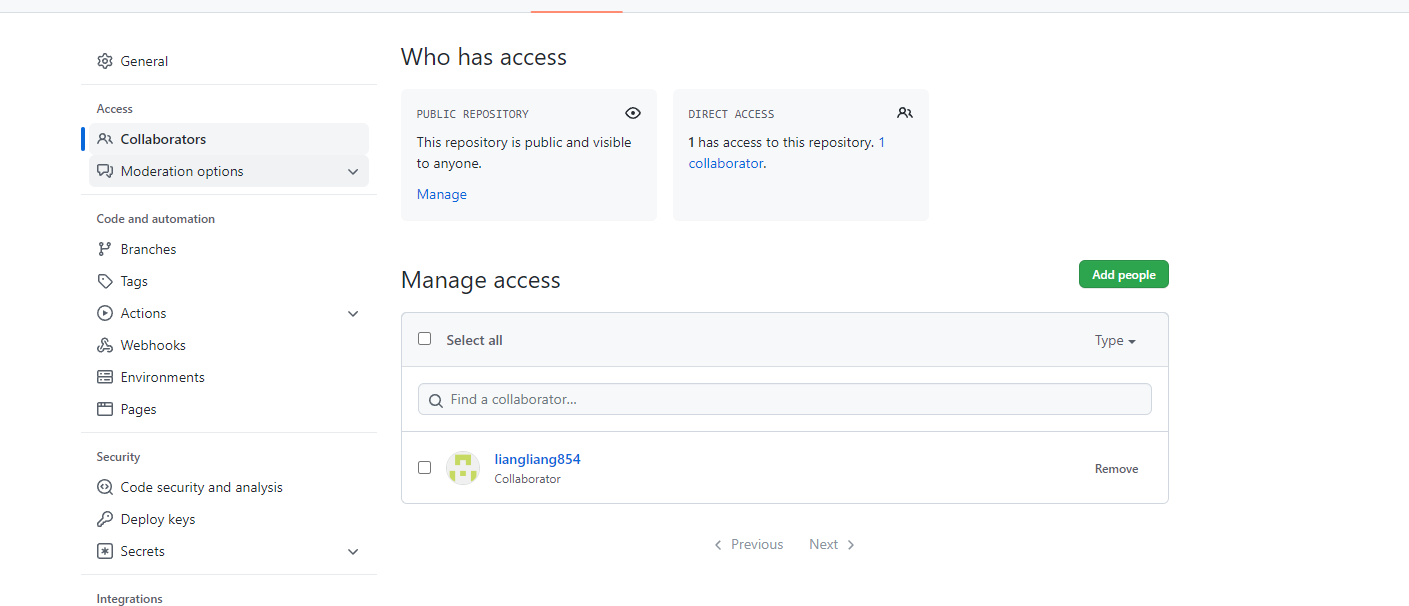 General
Access
Collaborators
Moderation options
Code and automation
Branches
Tags
Actions
Webhooks
Environments
Pages
Security
Code security and analysis
Deploy keys
Secrets
Integrations
Who has access
PUBLIC REPOSITORY
This repository is public and visible
to anyone.
Manage
DIRECT ACCESS
1 has access to this repository. 1
collaborator.
Manage access
Add people
Select all
Type
Find a collaborator...
liangliang854
Collaborator
Remove
Previous
Next